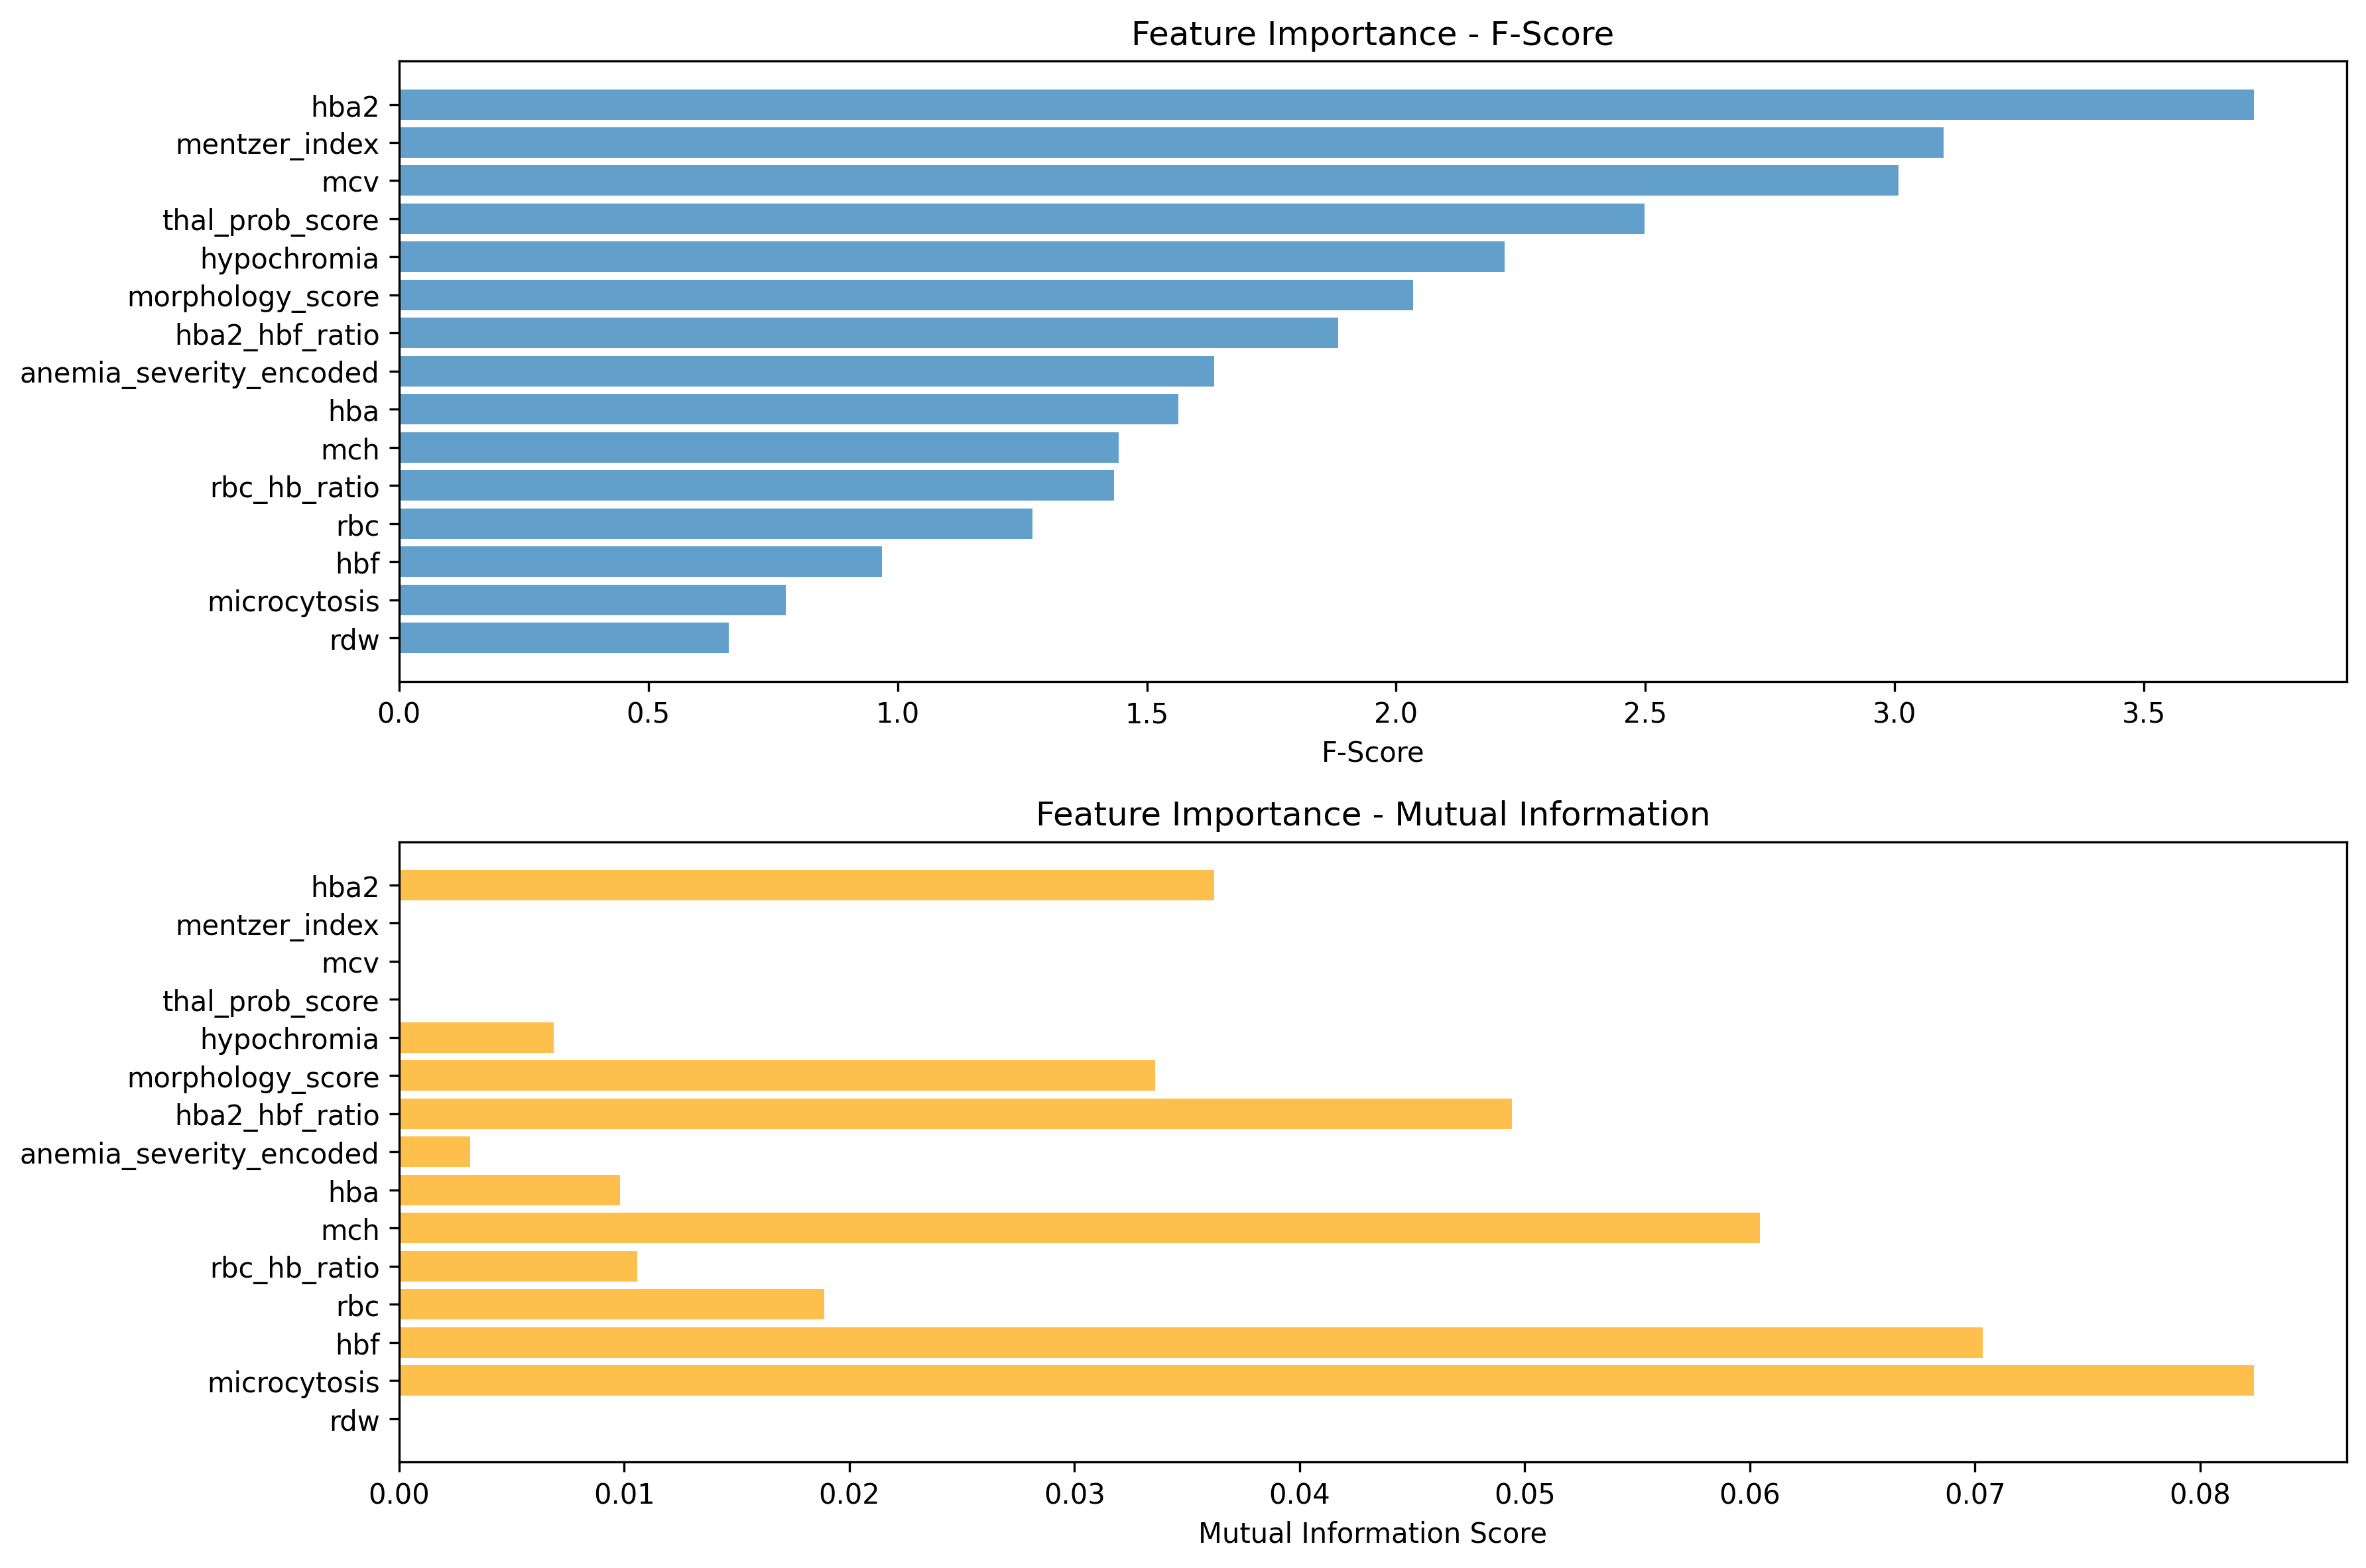 Feature Importance - F-Score
hba2
mentzer_index
mcv
thal_prob_score
hypochromia
morphology_score
hba2_hbf_ratio
anemia_severity_encoded
hba
mch
rbc_hb_ratio
rbc
hbf
microcytosis
rdw
0.0 0.5 1.0 1.5 2.0 2.5 3.0 3.5
F-Score
Feature Importance - Mutual Information
hba2
mentzer_index
mcv
thal_prob_score
hypochromia
morphology_score
hba2_hbf_ratio
anemia_severity_encoded
hba
mch
rbc_hb_ratio
rbc
hbf
microcytosis
rdw
0.00 0.01 0.02 0.03 0.04 0.05 0.06 0.07 0.08
Mutual Information Score